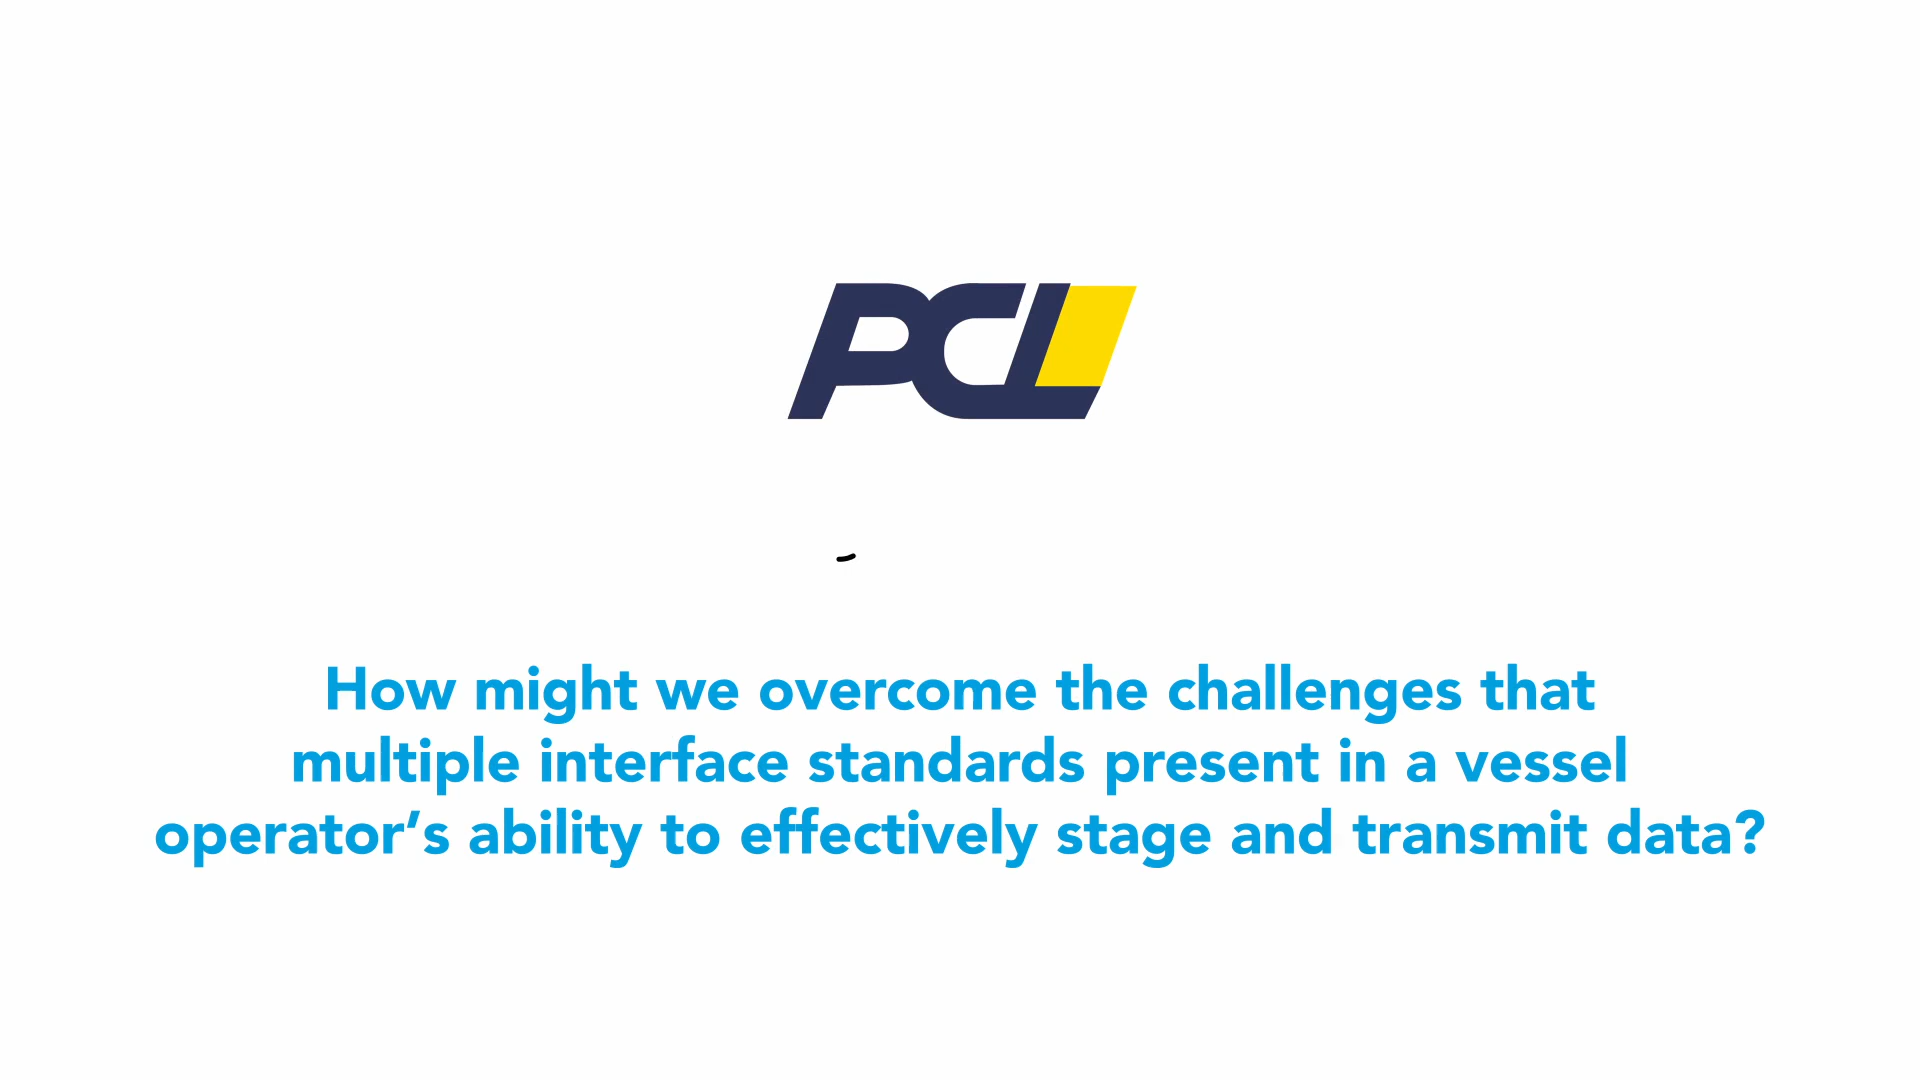 PCL
How might we overcome the challenges that
multiple interface standards present in a vessel
operator’s ability to effectively stage and transmit data?